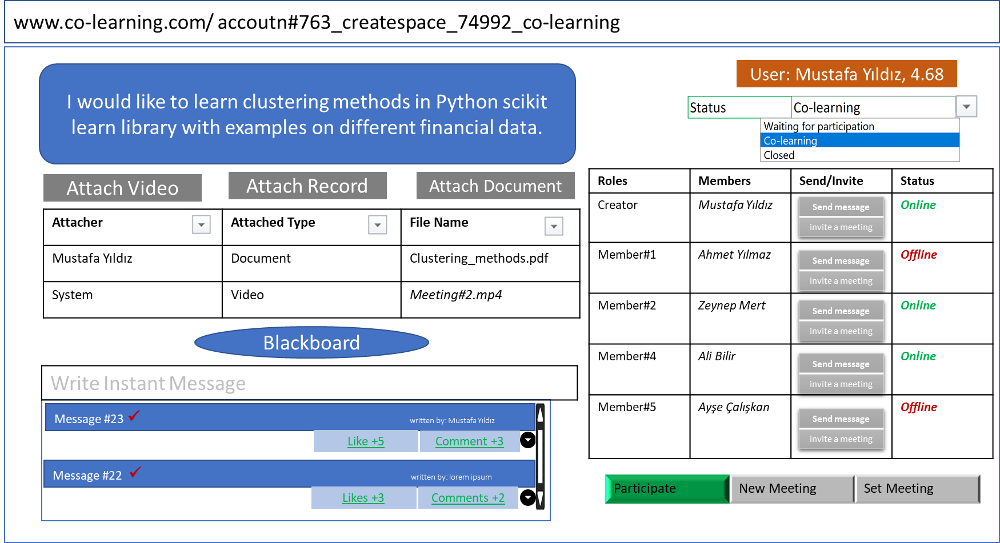 www.co-learning.com/ accoutn#763_createspace_74992_co-learning
I would like to learn clustering methods in Python scikit
learn library with examples on different financial data.
User: Mustafa Yıldız, 4.68
Status Co-learning
Waiting for participation
Co-learning
Closed
Attach Video Attach Record Attach Document
Attacher Attached Type File Name
Mustafa Yıldız Document Clustering_methods.pdf
System Video Meeting#2.mp4
Blackboard
Write Instant Message
Message #23 written by: Mustafa Yıldız
Like +5 Comment +3
Message #22 written by: lorem ipsum
Likes +3 Comments +2
Roles Members Send/Invite Status
Creator Mustafa Yıldız Send message Online
invite a meeting
Member#1 Ahmet Yılmaz Send message Offline
invite a meeting
Member#2 Zeynep Mert Send message Online
invite a meeting
Member#4 Ali Bilir Send message Online
invite a meeting
Member#5 Ayşe Çalışkan Send message Offline
invite a meeting
Participate New Meeting Set Meeting